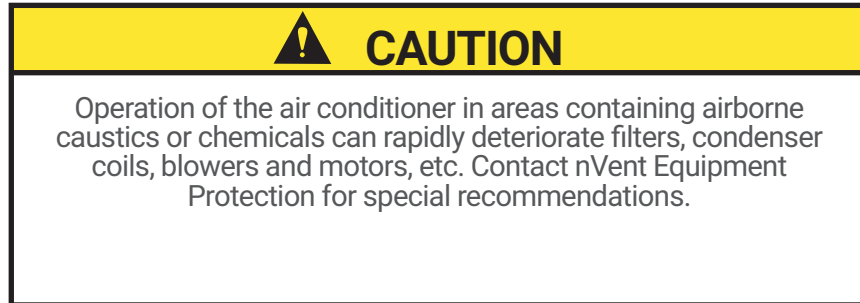 CAUTION
Operation of the air conditioner in areas containing airborne
caustics or chemicals can rapidly deteriorate filters, condenser
coils, blowers and motors, etc. Contact nVent Equipment
Protection for special recommendations.